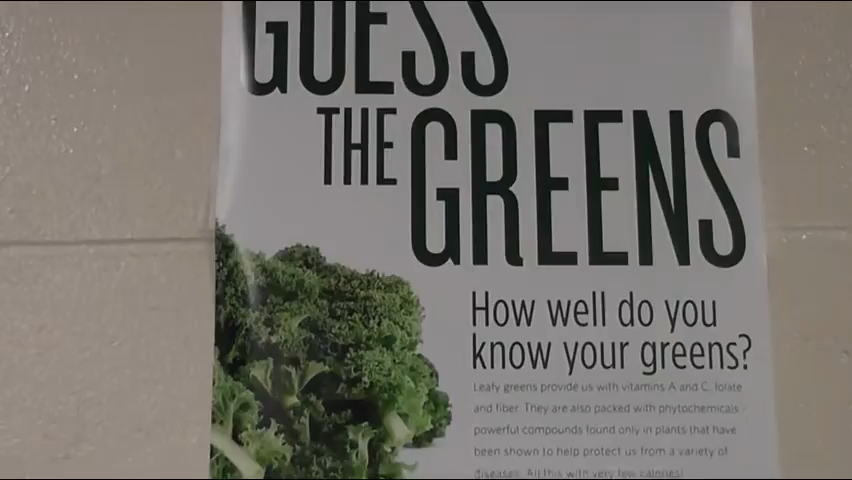 GUESS
THE GREENS
How well do you
know your greens?
Leafy greens provide us with vitamins A and C, folate
and fiber. They are also packed with phytochemicals -
powerful compounds found only in plants that have
been shown to help protect us from a variety of
diseases. All this with very few calories!